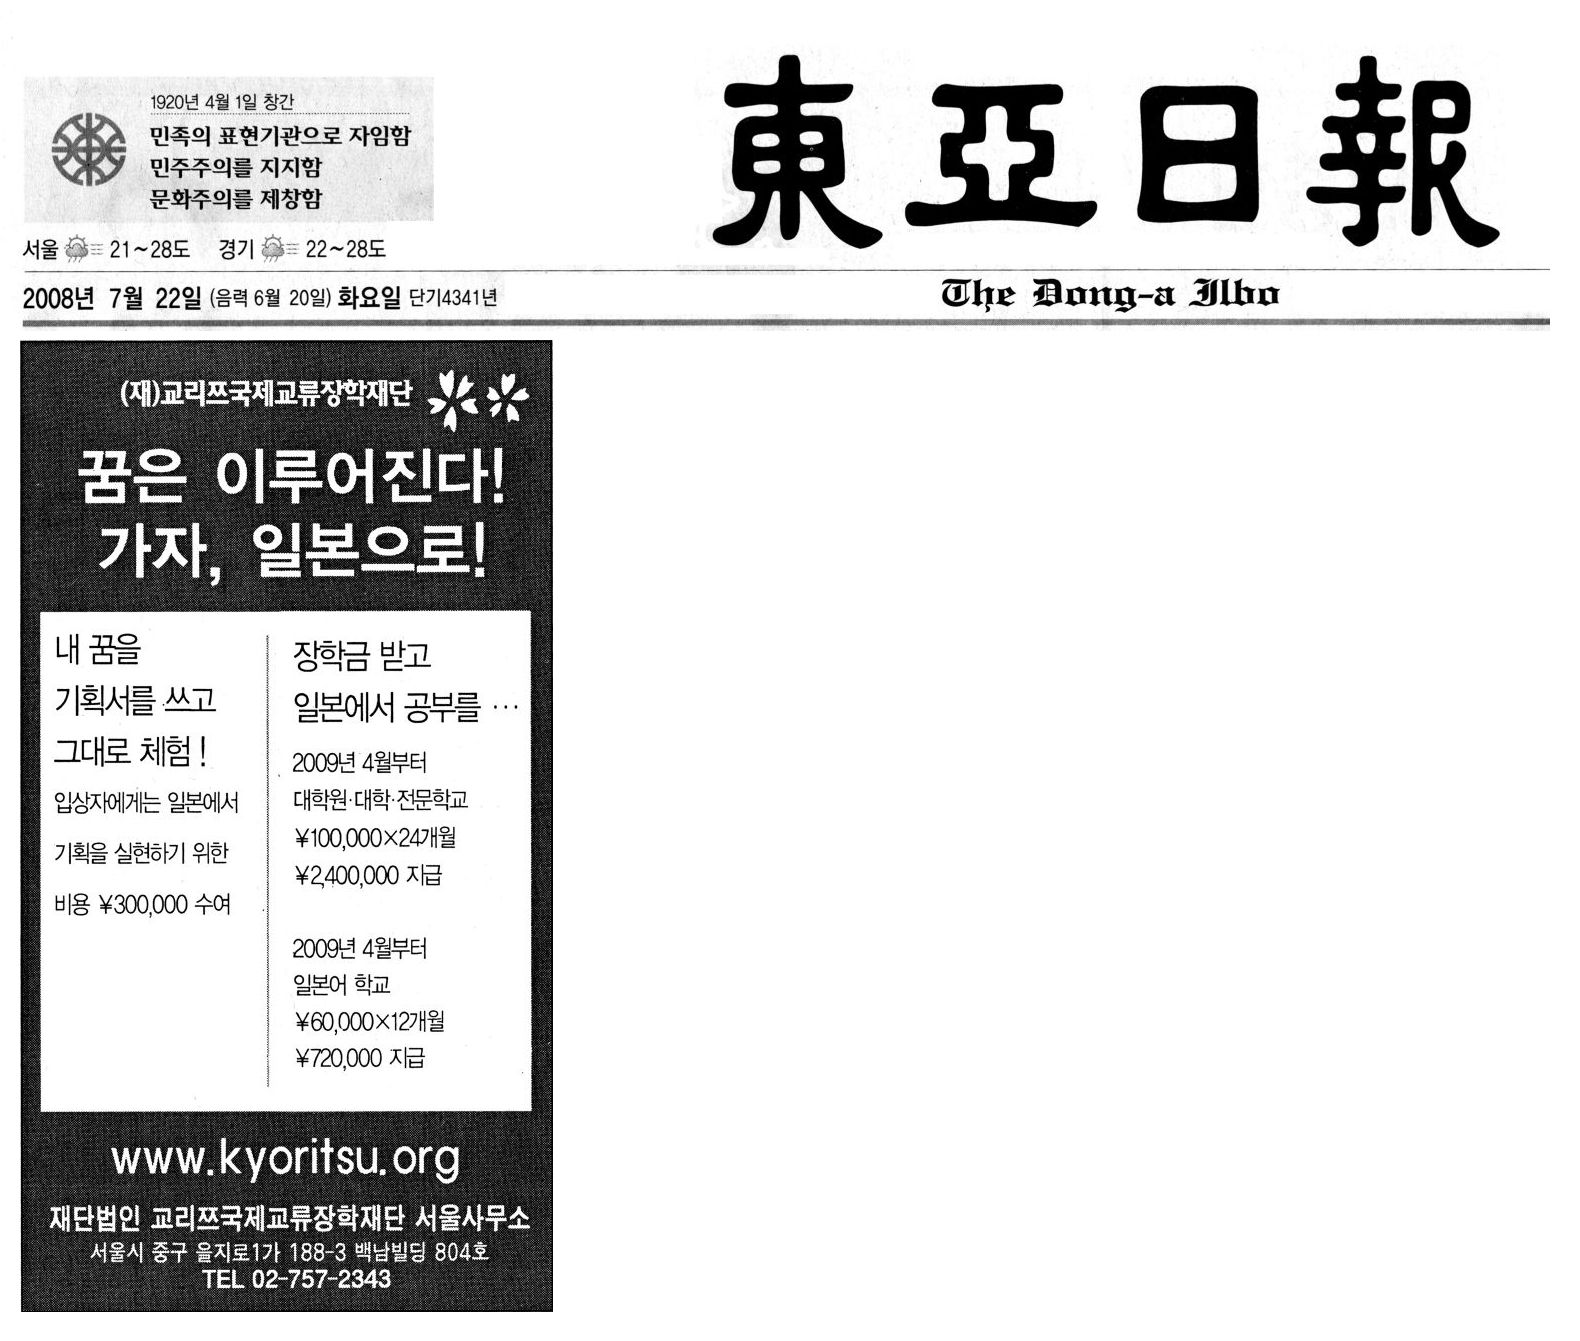 1920년 4월 1일 창간
민족의 표현기관으로 자임함
민주주의를 지지함
문화주의를 제창함
東亞日報
서울 21~28도 경기 22~28도
2008년 7월 22일 (음력 6월 20일) 화요일 단기4341년
The Dong-a Ilbo
(재)교리쯔국제교류장학재단
꿈은 이루어진다!
가자, 일본으로!
내 꿈을
기획서를 쓰고
그대로 체험!
입상자에게는 일본에서
기획을 실현하기 위한
비용 ¥300,000 수여
장학금 받고
일본에서 공부를 …
2009년 4월부터
대학원·대학·전문학교
¥100,000×24개월
¥2,400,000 지급
2009년 4월부터
일본어 학교
¥60,000×12개월
¥720,000 지급
www.kyoritsu.org
재단법인 교리쯔국제교류장학재단 서울사무소
서울시 중구 을지로1가 188-3 백남빌딩 804호
TEL 02-757-2343